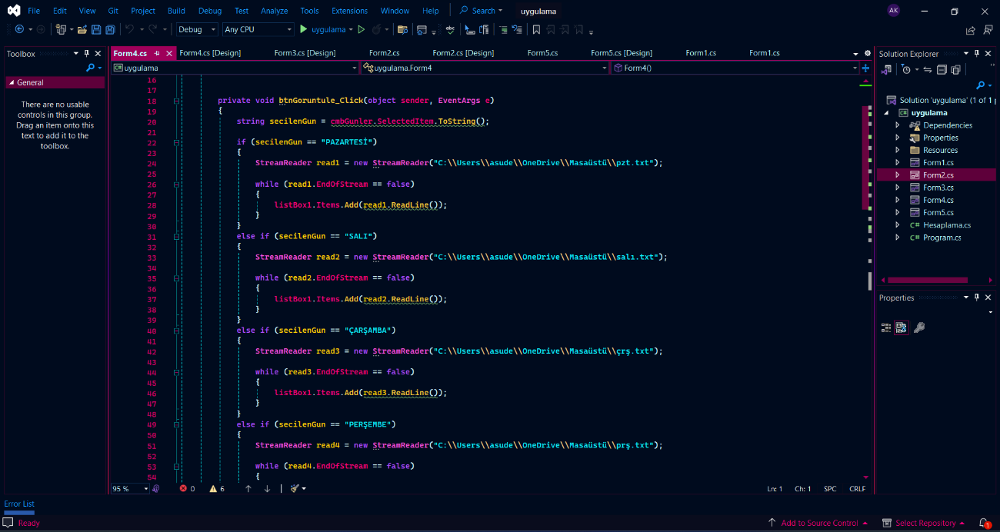 File Edit View Git Project Build Debug Test Analyze Tools Extensions Window Help Search uygulama AK
Debug Any CPU uygulama
Toolbox
General
There are no usable
controls in this group.
Drag an item onto this
text to add it to the
toolbox.
Form4.cs Form4.cs [Design] Form3.cs [Design] Form2.cs Form2.cs [Design] Form5.cs Form5.cs [Design] Form1.cs Form1.cs
uygulama uygulama.Form4 Form4()
16
17
18 private void btnGoruntule_Click(object sender, EventArgs e)
19 {
20 string secilenGun = cmbGunler.SelectedItem.ToString();
21
22 if (secilenGun == "PAZARTESİ")
23 {
24 StreamReader read1 = new StreamReader("C:\\Users\\asude\\OneDrive\\Masaüstü\\pzt.txt");
25
26 while (read1.EndOfStream == false)
27 {
28 listBox1.Items.Add(read1.ReadLine());
29 }
30 }
31 else if (secilenGun == "SALI")
32 {
33 StreamReader read2 = new StreamReader("C:\\Users\\asude\\OneDrive\\Masaüstü\\salı.txt");
34
35 while (read2.EndOfStream == false)
36 {
37 listBox1.Items.Add(read2.ReadLine());
38 }
39 }
40 else if (secilenGun == "ÇARŞAMBA")
41 {
42 StreamReader read3 = new StreamReader("C:\\Users\\asude\\OneDrive\\Masaüstü\\çrş.txt");
43
44 while (read3.EndOfStream == false)
45 {
46 listBox1.Items.Add(read3.ReadLine());
47 }
48 }
49 else if (secilenGun == "PERŞEMBE")
50 {
51 StreamReader read4 = new StreamReader("C:\\Users\\asude\\OneDrive\\Masaüstü\\prş.txt");
52
53 while (read4.EndOfStream == false)
54 {
95 % 0 6 Ln: 1 Ch: 1 SPC CRLF
Solution Explorer
Solution 'uygulama' (1 of 1 p
uygulama
Dependencies
Properties
Resources
Form1.cs
Form2.cs
Form3.cs
Form4.cs
Form5.cs
C# Hesaplama.cs
C# Program.cs
Properties
Error List
Ready Add to Source Control Select Repository 1